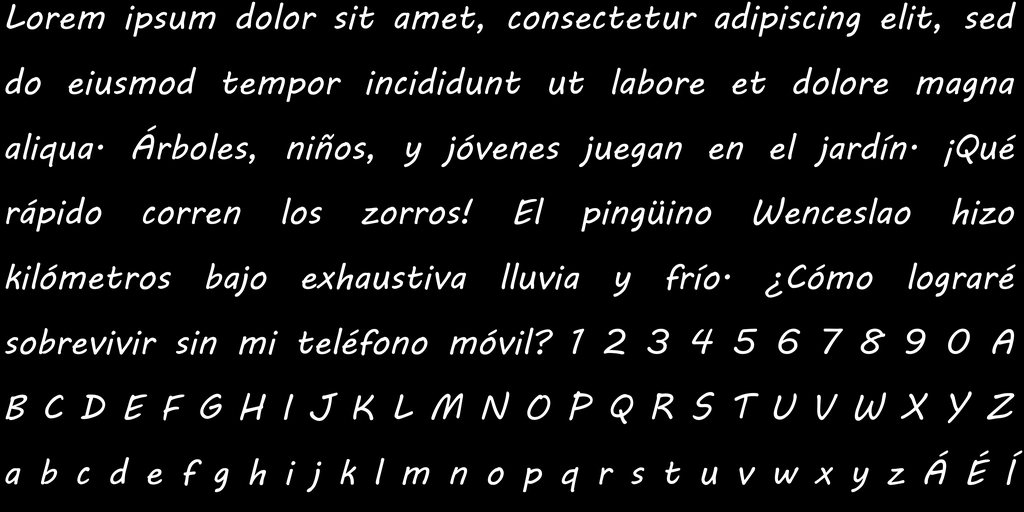 Lorem ipsum dolor sit amet, consectetur adipiscing elit, sed
do eiusmod tempor incididunt ut labore et dolore magna
aliqua. Árboles, niños, y jóvenes juegan en el jardín. ¡Qué
rápido corren los zorros! El pingüino Wenceslao hizo
kilómetros bajo exhaustiva lluvia y frío. ¿Cómo lograré
sobrevivir sin mi teléfono móvil? 1 2 3 4 5 6 7 8 9 0 A
B C D E F G H I J K L M N O P Q R S T U V W X Y Z
a b c d e f g h i j k l m n o p q r s t u v w x y z Á É Í